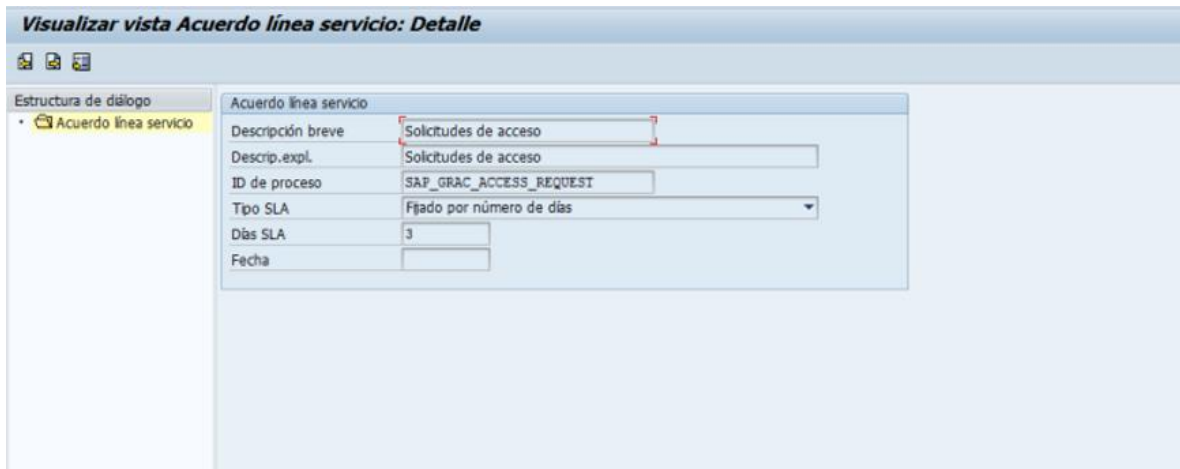 Visualizar vista Acuerdo línea servicio: Detalle
Estructura de diálogo
Acuerdo línea servicio
Acuerdo línea servicio
Descripción breve Solicitudes de acceso
Descrip.expl. Solicitudes de acceso
ID de proceso SAP_GRAC_ACCESS_REQUEST
Tipo SLA Fijado por número de días
Días SLA 3
Fecha